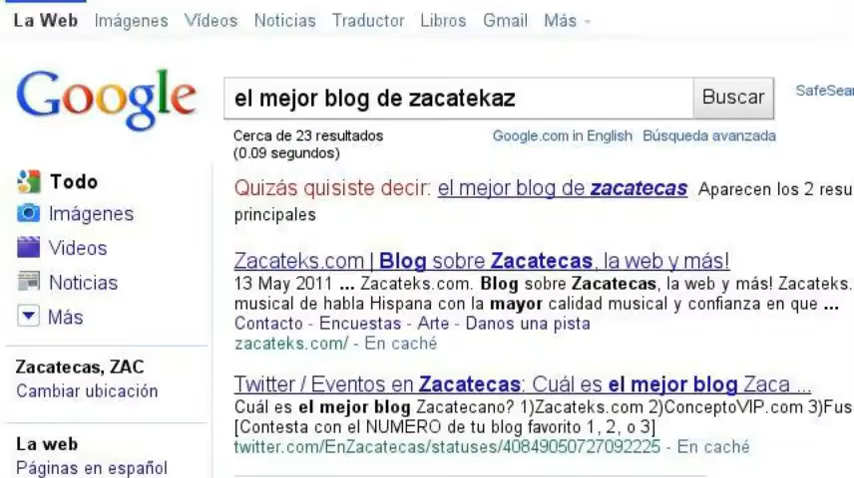 La Web Imágenes Vídeos Noticias Traductor Libros Gmail Más
Google
el mejor blog de zacatekaz Buscar SafeSear
Cerca de 23 resultados Google.com in English Búsqueda avanzada
(0.09 segundos)
Todo
Imágenes
Videos
Noticias
Más
Zacatecas, ZAC
Cambiar ubicación
La web
Páginas en español
Quizás quisiste decir: el mejor blog de zacatecas Aparecen los 2 resu
principales
Zacateks.com | Blog sobre Zacatecas, la web y más!
13 May 2011 ... Zacateks.com. Blog sobre Zacatecas, la web y más! Zacateks.
musical de habla Hispana con la mayor calidad musical y confianza en que ...
Contacto - Encuestas - Arte - Danos una pista
zacateks.com/ - En caché
Twitter / Eventos en Zacatecas: Cuál es el mejor blog Zaca ...
Cuál es el mejor blog Zacatecano? 1)Zacateks.com 2)ConceptoVIP.com 3)Fus
[Contesta con el NUMERO de tu blog favorito 1, 2, o 3]
twitter.com/EnZacatecas/statuses/40849050727092225 - En caché